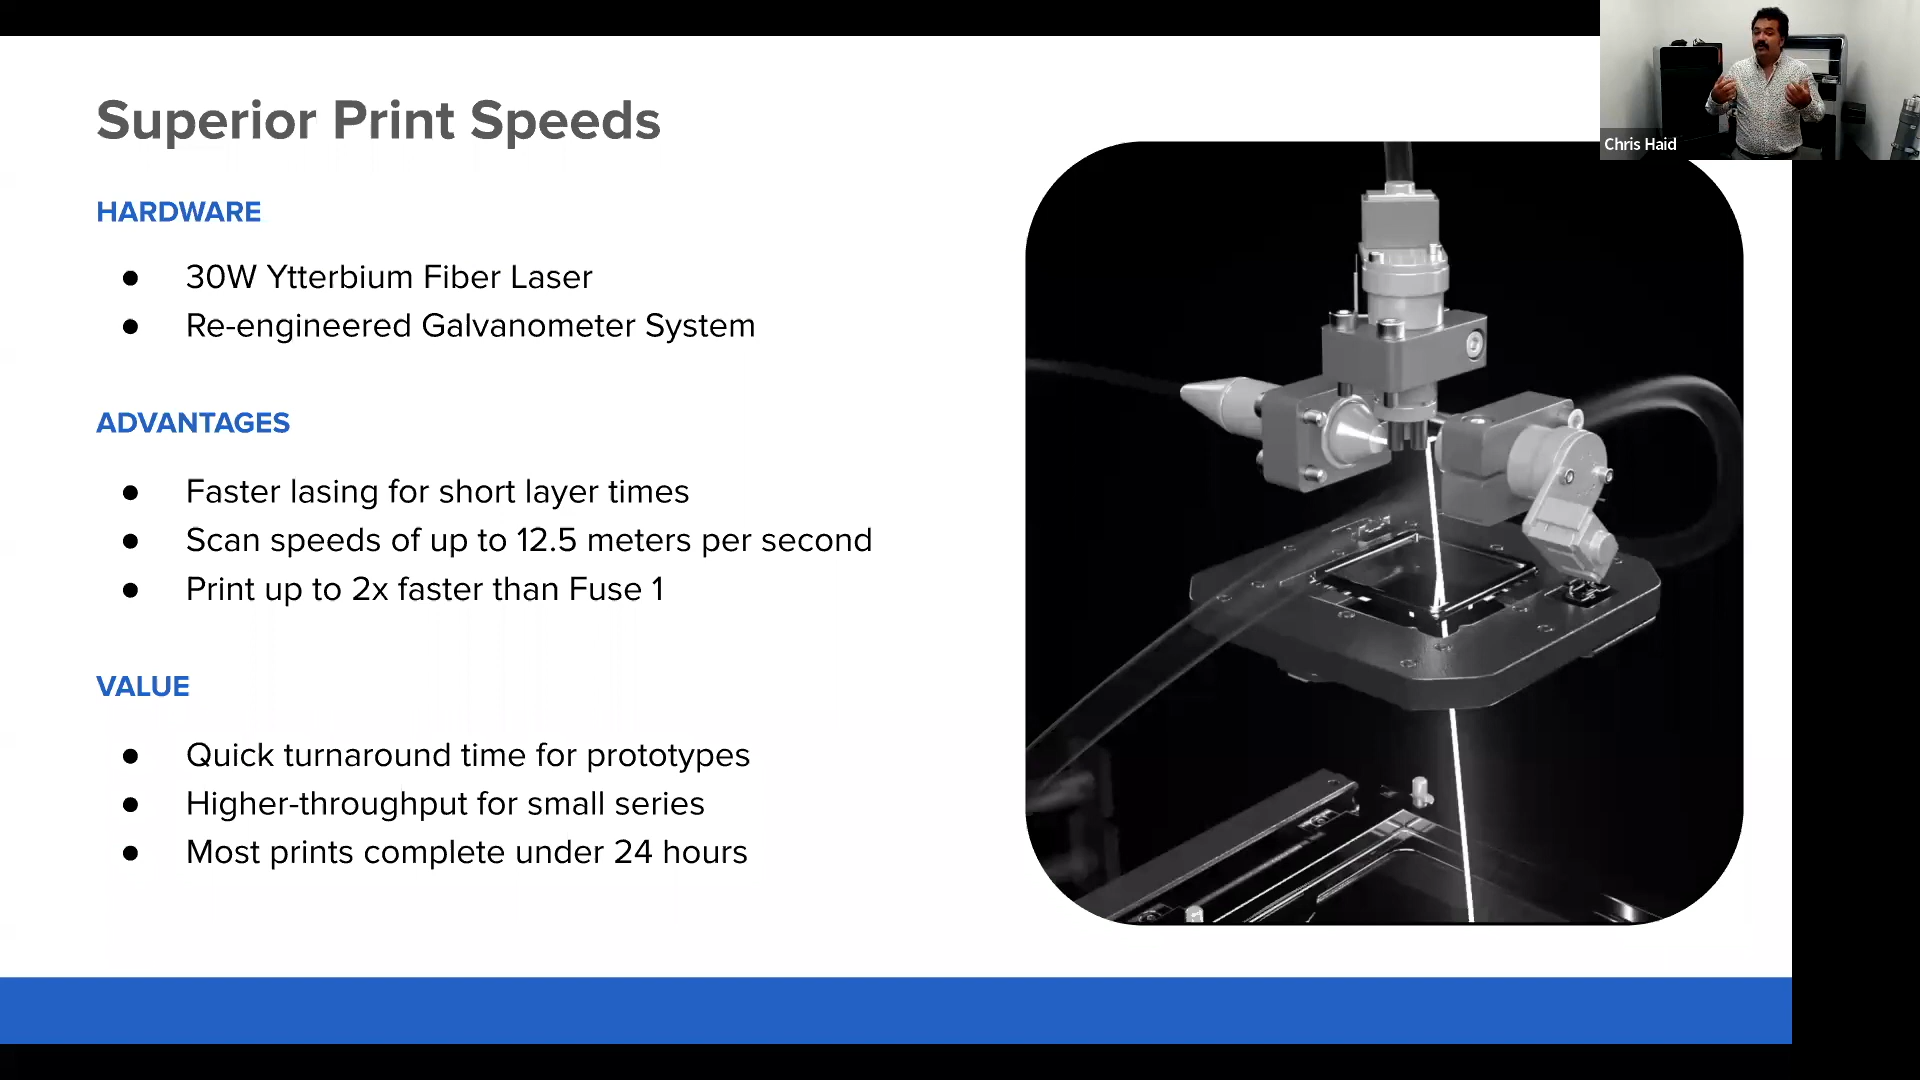 Superior Print Speeds
HARDWARE
● 30W Ytterbium Fiber Laser
● Re-engineered Galvanometer System
ADVANTAGES
● Faster lasing for short layer times
● Scan speeds of up to 12.5 meters per second
● Print up to 2x faster than Fuse 1
VALUE
● Quick turnaround time for prototypes
● Higher-throughput for small series
● Most prints complete under 24 hours
Chris Haid